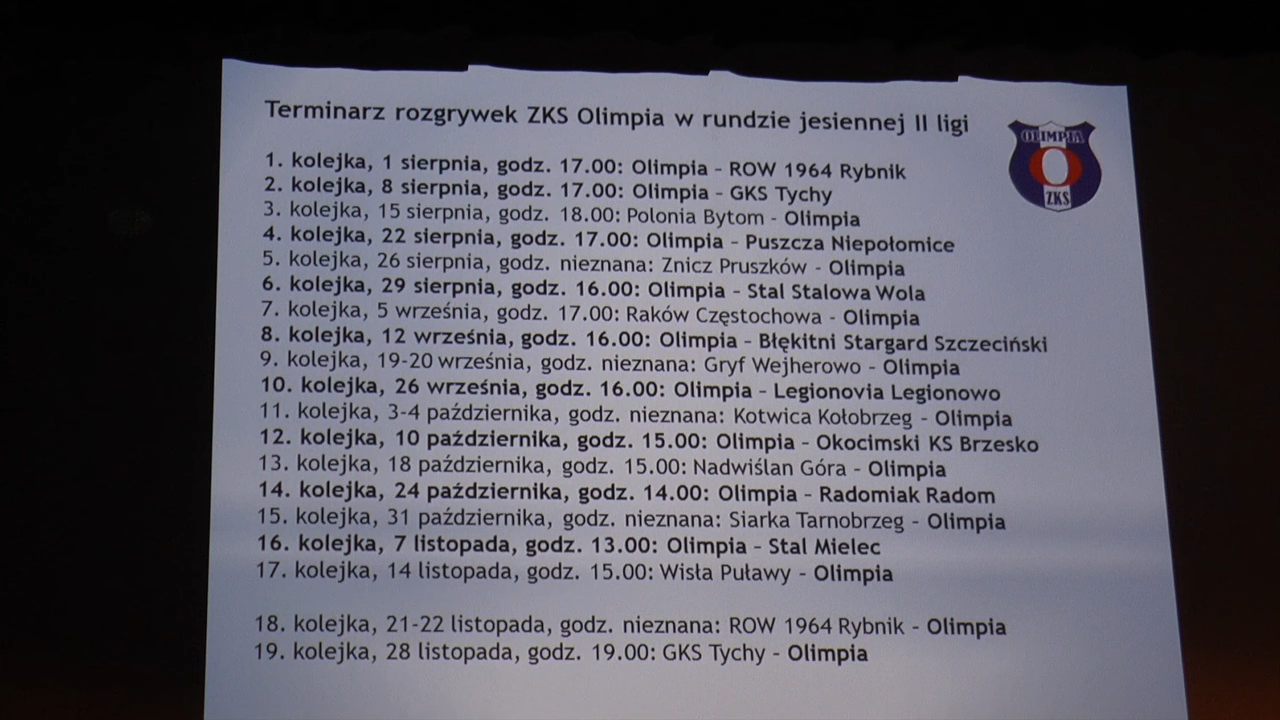 Terminarz rozgrywek ZKS Olimpia w rundzie jesiennej II ligi
OLIMPIA
O
ZKS
1. kolejka, 1 sierpnia, godz. 17.00: Olimpia - ROW 1964 Rybnik
2. kolejka, 8 sierpnia, godz. 17.00: Olimpia - GKS Tychy
3. kolejka, 15 sierpnia, godz. 18.00: Polonia Bytom - Olimpia
4. kolejka, 22 sierpnia, godz. 17.00: Olimpia - Puszcza Niepołomice
5. kolejka, 26 sierpnia, godz. nieznana: Znicz Pruszków - Olimpia
6. kolejka, 29 sierpnia, godz. 16.00: Olimpia - Stal Stalowa Wola
7. kolejka, 5 września, godz. 17.00: Raków Częstochowa - Olimpia
8. kolejka, 12 września, godz. 16.00: Olimpia - Błękitni Stargard Szczeciński
9. kolejka, 19-20 września, godz. nieznana: Gryf Wejherowo - Olimpia
10. kolejka, 26 września, godz. 16.00: Olimpia - Legionovia Legionowo
11. kolejka, 3-4 października, godz. nieznana: Kotwica Kołobrzeg - Olimpia
12. kolejka, 10 października, godz. 15.00: Olimpia - Okocimski KS Brzesko
13. kolejka, 18 października, godz. 15.00: Nadwiślan Góra - Olimpia
14. kolejka, 24 października, godz. 14.00: Olimpia - Radomiak Radom
15. kolejka, 31 października, godz. nieznana: Siarka Tarnobrzeg - Olimpia
16. kolejka, 7 listopada, godz. 13.00: Olimpia - Stal Mielec
17. kolejka, 14 listopada, godz. 15.00: Wisła Puławy - Olimpia
18. kolejka, 21-22 listopada, godz. nieznana: ROW 1964 Rybnik - Olimpia
19. kolejka, 28 listopada, godz. 19.00: GKS Tychy - Olimpia